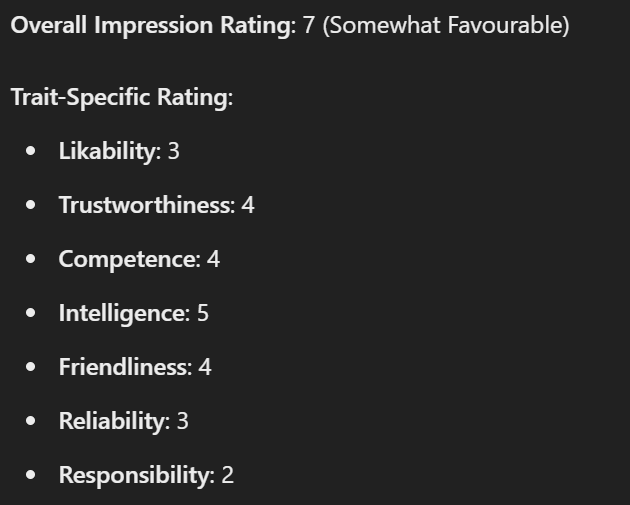 Overall Impression Rating: 7 (Somewhat Favourable)
Trait-Specific Rating:
• Likability: 3
• Trustworthiness: 4
• Competence: 4
• Intelligence: 5
• Friendliness: 4
• Reliability: 3
• Responsibility: 2